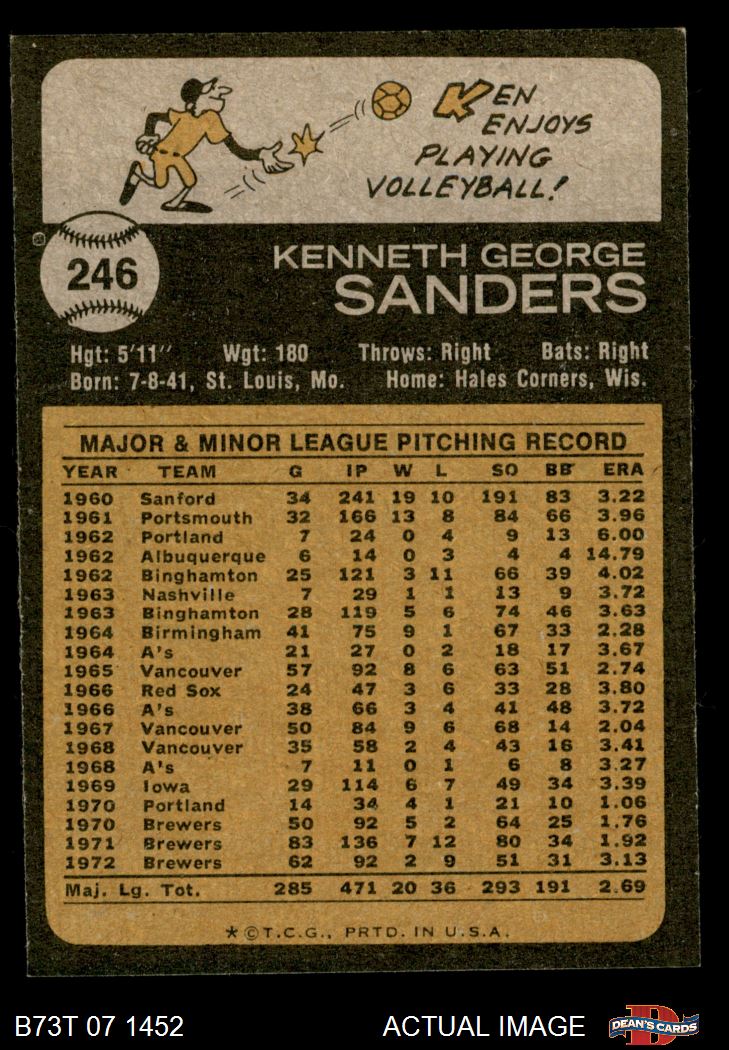 KEN
ENJOYS
PLAYING
VOLLEYBALL!
246
KENNETH GEORGE
SANDERS
Hgt: 5'11" Wgt: 180 Throws: Right Bats: Right
Born: 7-8-41, St. Louis, Mo. Home: Hales Corners, Wis.
MAJOR & MINOR LEAGUE PITCHING RECORD
YEAR TEAM G IP W L SO BB ERA
1960 Sanford 34 241 19 10 191 83 3.22
1961 Portsmouth 32 166 13 8 84 66 3.96
1962 Portland 7 24 0 4 9 13 6.00
1962 Albuquerque 6 14 0 3 4 4 14.79
1962 Binghamton 25 121 3 11 66 39 4.02
1963 Nashville 7 29 1 1 13 9 3.72
1963 Binghamton 28 119 5 6 74 46 3.63
1964 Birmingham 41 75 9 1 67 33 2.28
1964 A's 21 27 0 2 18 17 3.67
1965 Vancouver 57 92 8 6 63 51 2.74
1966 Red Sox 24 47 3 6 33 28 3.80
1966 A's 38 66 3 4 41 48 3.72
1967 Vancouver 50 84 9 6 68 14 2.04
1968 Vancouver 35 58 2 4 43 16 3.41
1968 A's 7 11 0 1 6 8 3.27
1969 Iowa 29 114 6 7 49 34 3.39
1970 Portland 14 34 4 1 21 10 1.06
1970 Brewers 50 92 5 2 64 25 1.76
1971 Brewers 83 136 7 12 80 34 1.92
1972 Brewers 62 92 2 9 51 31 3.13
Maj. Lg. Tot. 285 471 20 36 293 191 2.69
*©T.C.G., PRTD. IN U.S.A.
B73T 07 1452 ACTUAL IMAGE DEAN'S CARDS